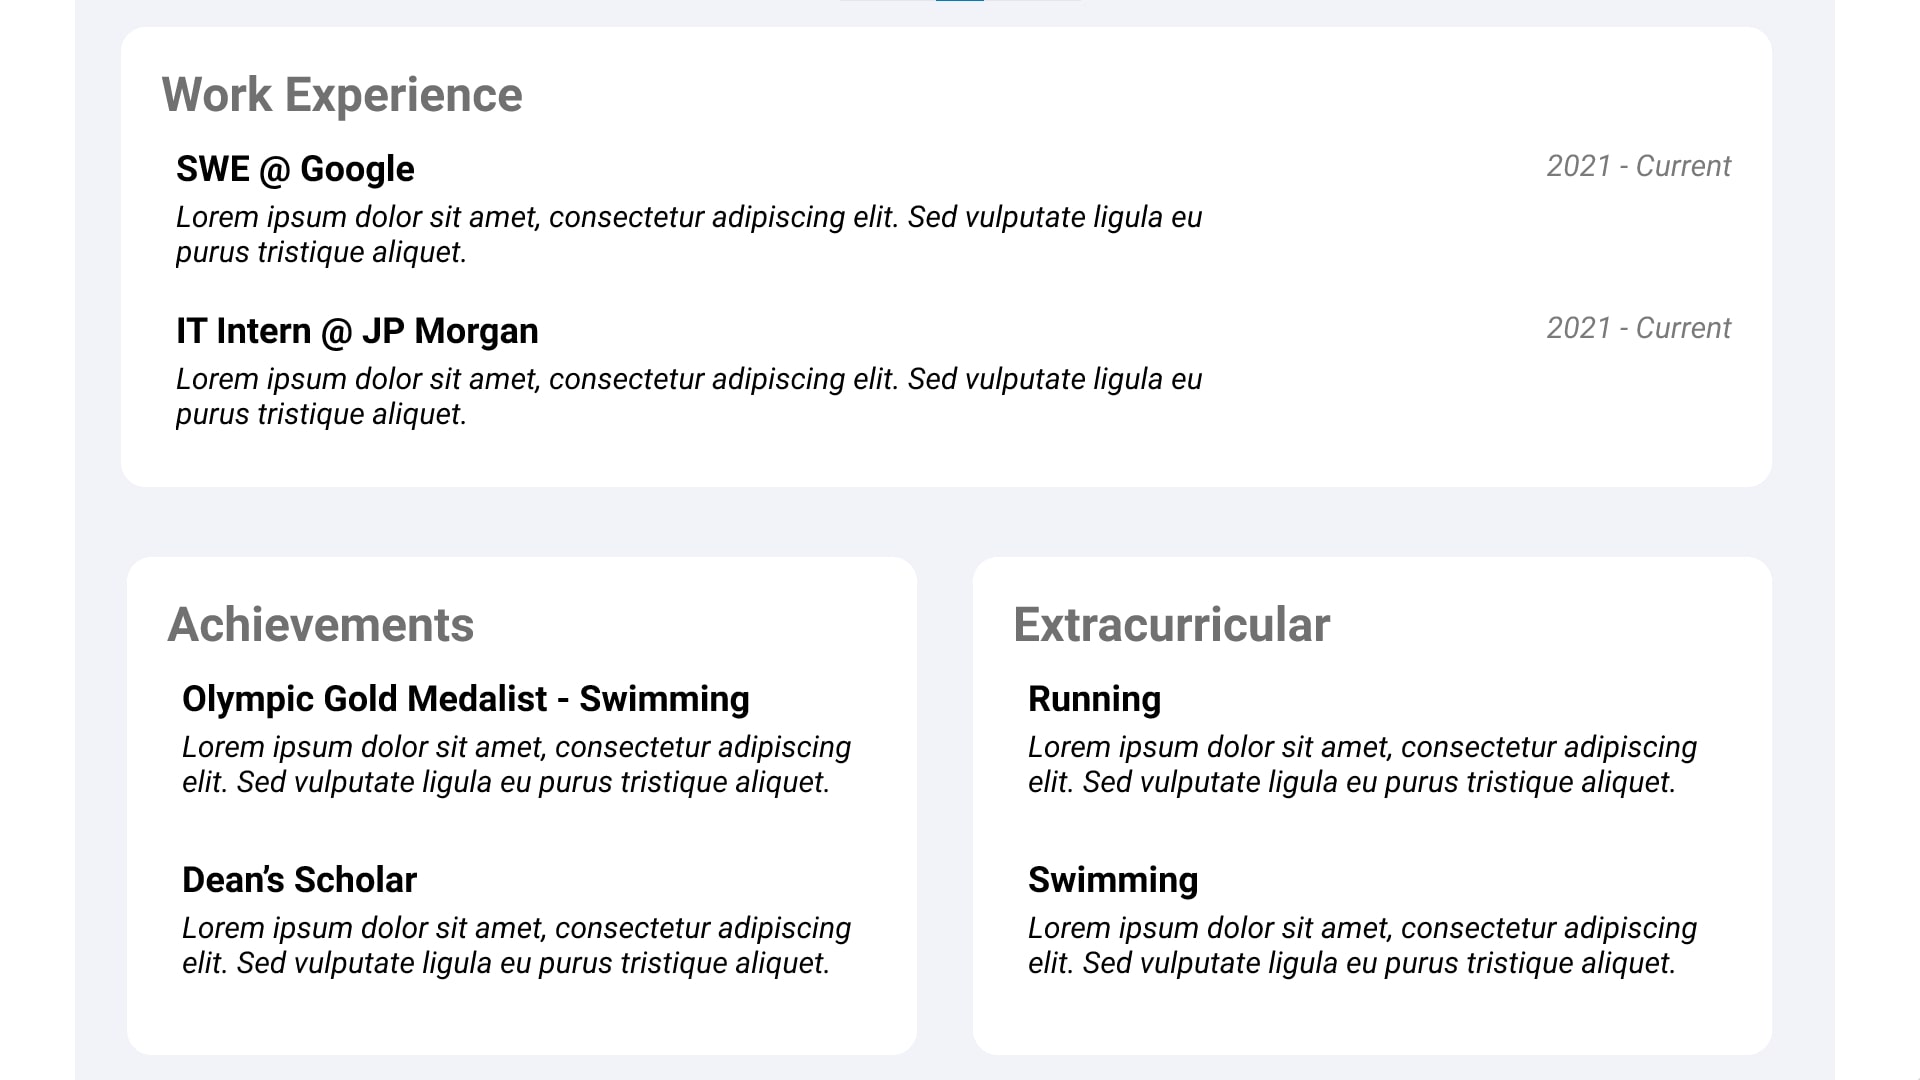 Work Experience
SWE @ Google
2021 - Current
Lorem ipsum dolor sit amet, consectetur adipiscing elit. Sed vulputate ligula eu
purus tristique aliquet.
IT Intern @ JP Morgan
2021 - Current
Lorem ipsum dolor sit amet, consectetur adipiscing elit. Sed vulputate ligula eu
purus tristique aliquet.
Achievements
Olympic Gold Medalist - Swimming
Lorem ipsum dolor sit amet, consectetur adipiscing
elit. Sed vulputate ligula eu purus tristique aliquet.
Dean’s Scholar
Lorem ipsum dolor sit amet, consectetur adipiscing
elit. Sed vulputate ligula eu purus tristique aliquet.
Extracurricular
Running
Lorem ipsum dolor sit amet, consectetur adipiscing
elit. Sed vulputate ligula eu purus tristique aliquet.
Swimming
Lorem ipsum dolor sit amet, consectetur adipiscing
elit. Sed vulputate ligula eu purus tristique aliquet.